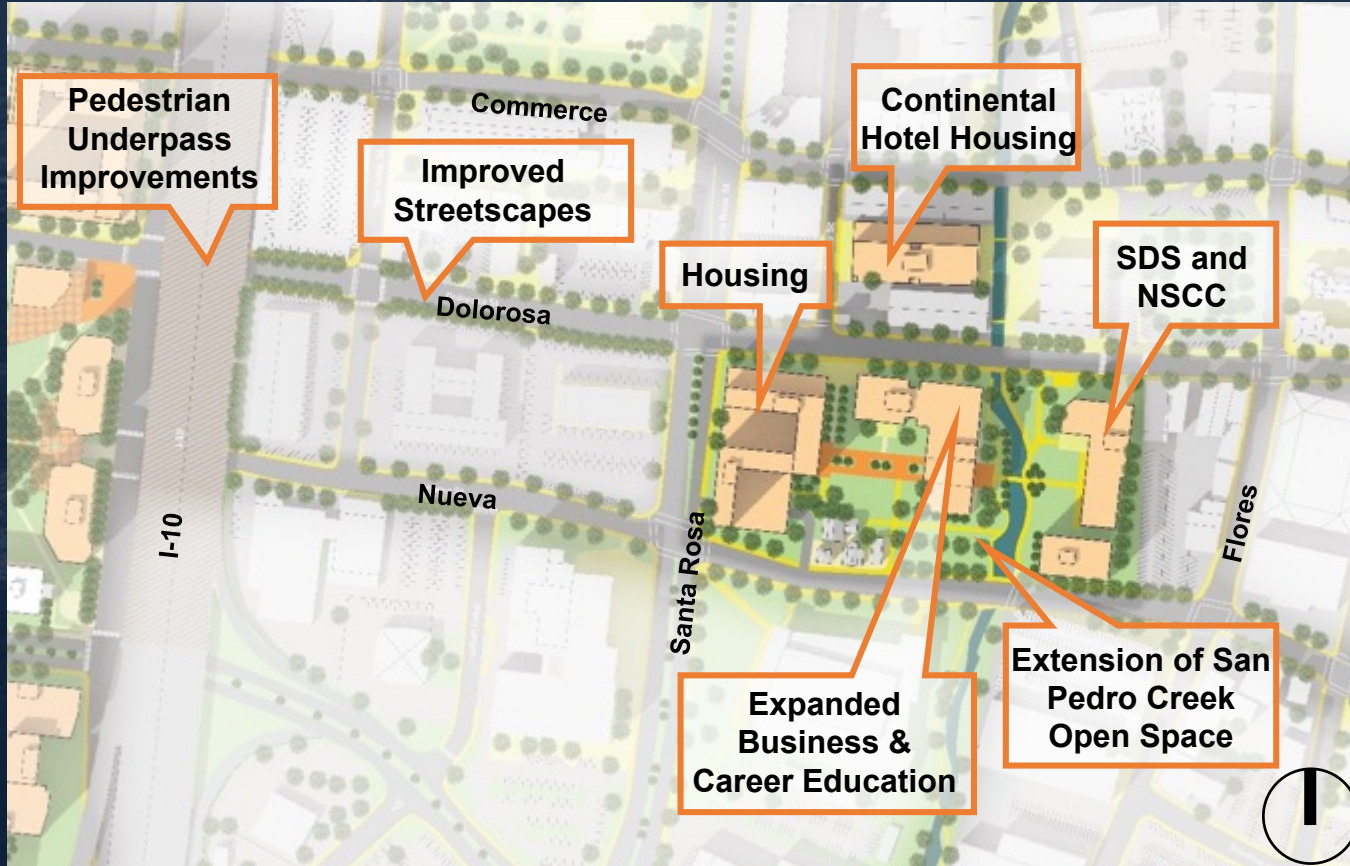 Pedestrian
Underpass
Improvements
Commerce
Continental
Hotel Housing
Improved
Streetscapes
SDS and
NSCC
Housing
Dolorosa
Nueva
I-10
Santa Rosa
Flores
Expanded
Business &
Career Education
Extension of San
Pedro Creek
Open Space